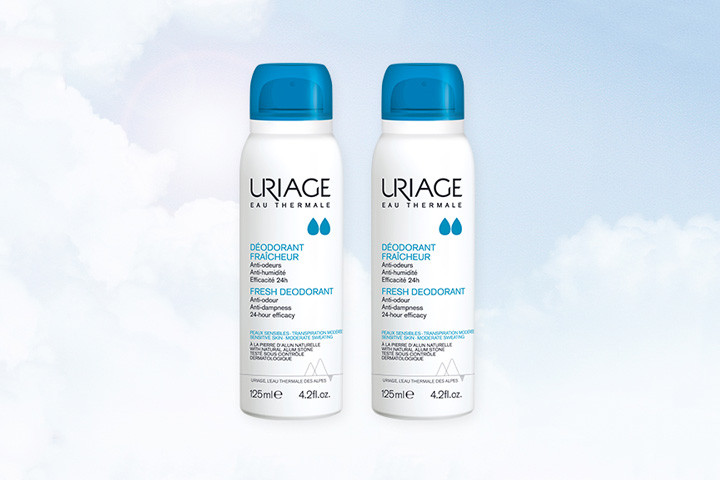 URIAGE
EAU THERMALE
DÉODORANT
FRAÎCHEUR
Anti-odeurs
Anti-humidité
Efficacité 24h
FRESH DEODORANT
Anti-odour
Anti-dampness
24-hour efficacy
PEAUX SENSIBLES - TRANSPIRATION MODÉRÉE
SENSITIVE SKIN - MODERATE SWEATING
À LA PIERRE D'ALUN NATURELLE
WITH NATURAL ALUM STONE
TESTÉ SOUS CONTRÔLE
DERMATOLOGIQUE
URIAGE, L'EAU THERMALE DES ALPES
125ml e 4.2fl.oz.
URIAGE
EAU THERMALE
DÉODORANT
FRAÎCHEUR
Anti-odeurs
Anti-humidité
Efficacité 24h
FRESH DEODORANT
Anti-odour
Anti-dampness
24-hour efficacy
PEAUX SENSIBLES - TRANSPIRATION MODÉRÉE
SENSITIVE SKIN - MODERATE SWEATING
À LA PIERRE D'ALUN NATURELLE
WITH NATURAL ALUM STONE
TESTÉ SOUS CONTRÔLE
DERMATOLOGIQUE
URIAGE, L'EAU THERMALE DES ALPES
125ml e 4.2fl.oz.